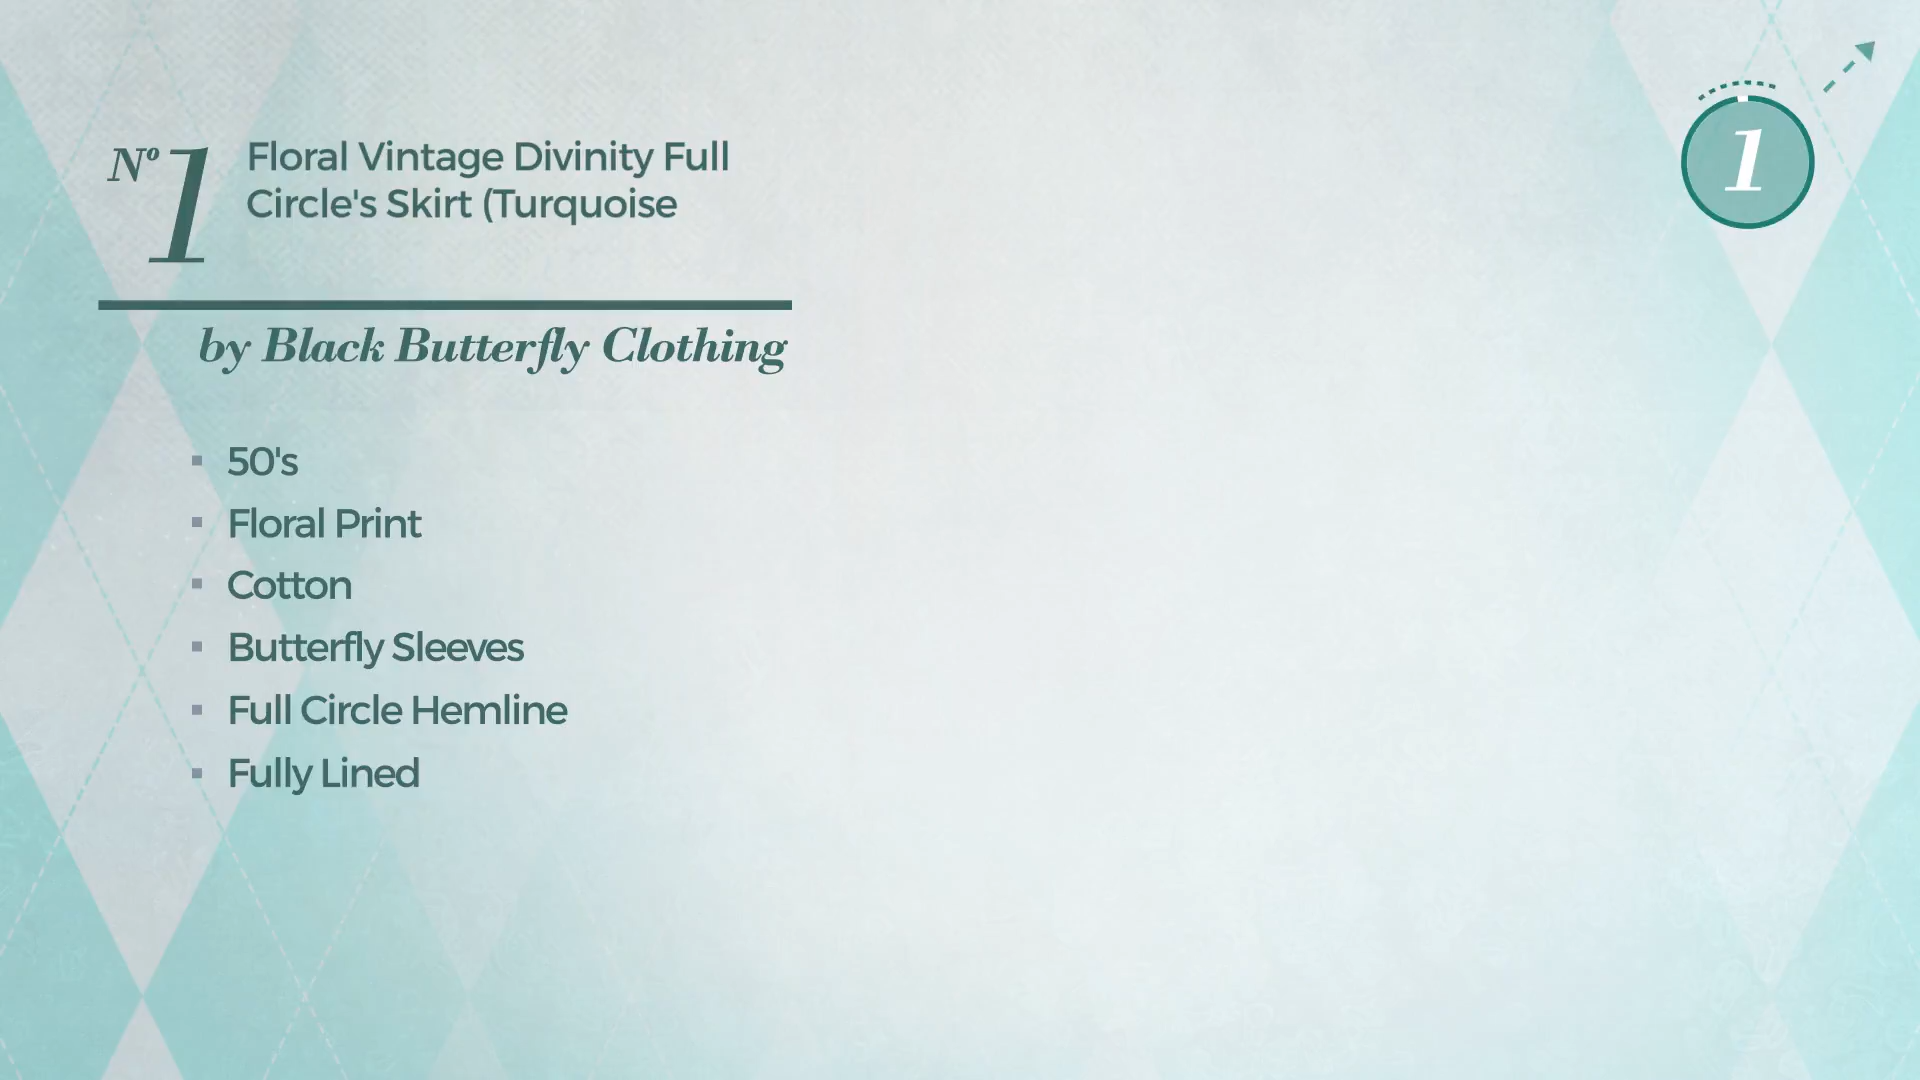 Nº 1
Floral Vintage Divinity Full
Circle's Skirt (Turquoise
by Black Butterfly Clothing
50's
Floral Print
Cotton
Butterfly Sleeves
Full Circle Hemline
Fully Lined
1